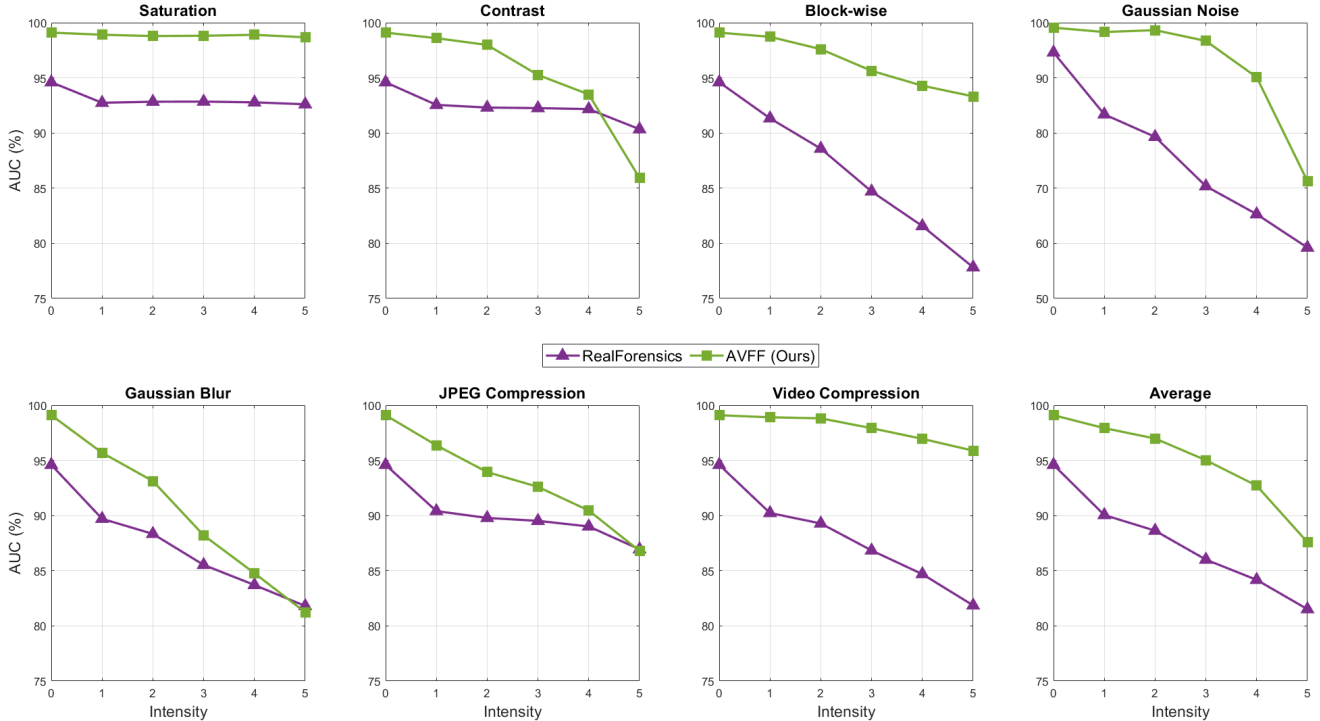 Saturation
Contrast
Block-wise
Gaussian Noise
AUC (%)
100
95
90
85
80
75
0 1 2 3 4 5
100
95
90
85
80
75
0 1 2 3 4 5
100
95
90
85
80
75
0 1 2 3 4 5
100
90
80
70
60
50
0 1 2 3 4 5
RealForensics AVFF (Ours)
Gaussian Blur
JPEG Compression
Video Compression
Average
AUC (%)
100
95
90
85
80
75
0 1 2 3 4 5
Intensity
100
95
90
85
80
75
0 1 2 3 4 5
Intensity
100
95
90
85
80
75
0 1 2 3 4 5
Intensity
100
95
90
85
80
75
0 1 2 3 4 5
Intensity